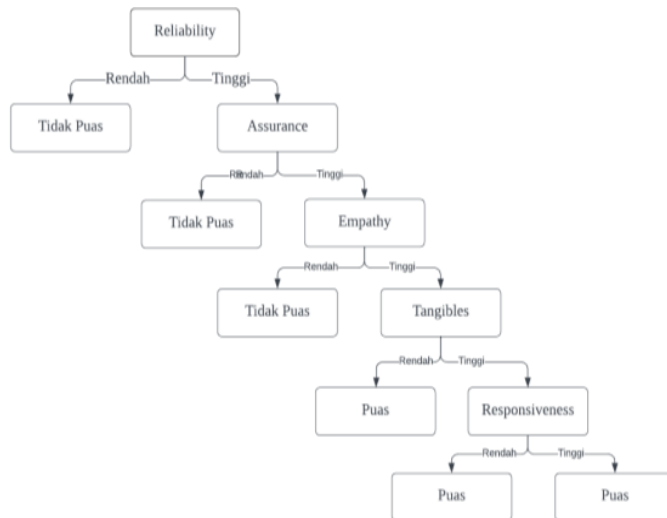 Reliability
Rendah
Tinggi
Tidak Puas
Assurance
Tinggi
Tidak Puas
Empathy
Rendah
Tinggi
Tidak Puas
Tangibles
Rendah
Tinggi
Puas
Responsiveness
Rendah
Tinggi
Puas
Puas